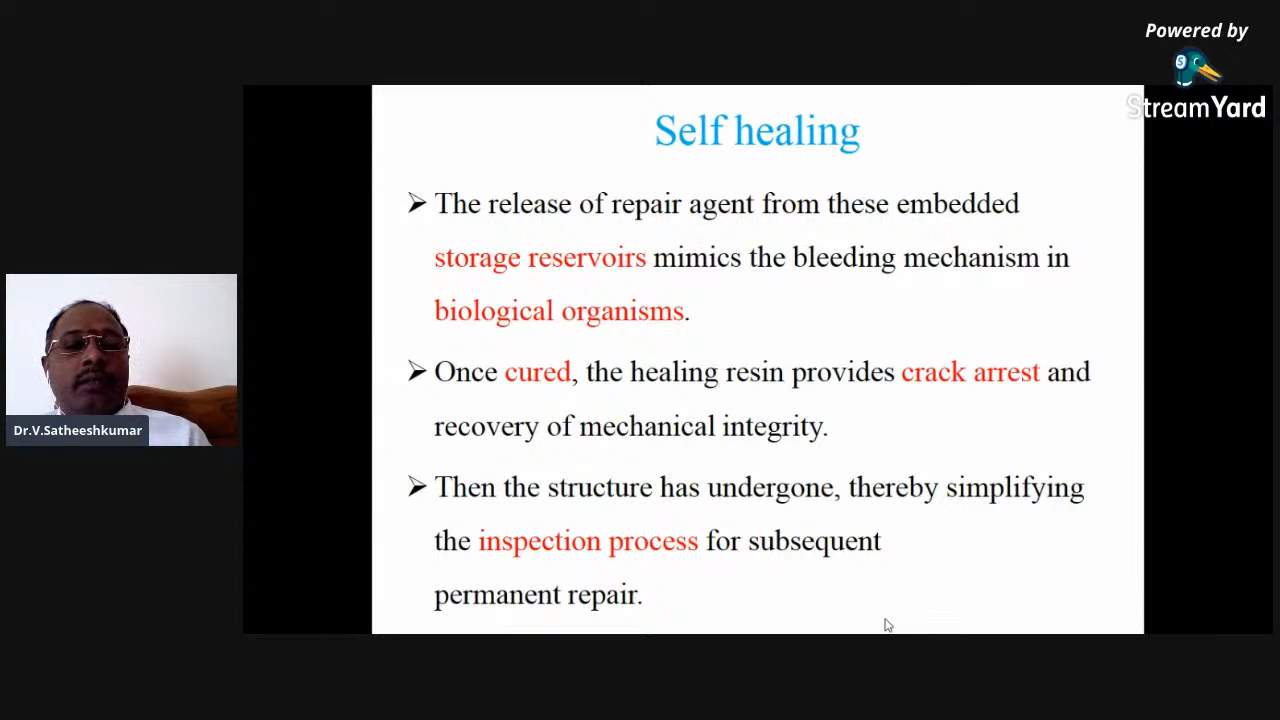 Powered by
StreamYard
Self healing
The release of repair agent from these embedded
storage reservoirs mimics the bleeding mechanism in
biological organisms.
Once cured, the healing resin provides crack arrest and
recovery of mechanical integrity.
Then the structure has undergone, thereby simplifying
the inspection process for subsequent
permanent repair.
Dr.V.Satheeshkumar